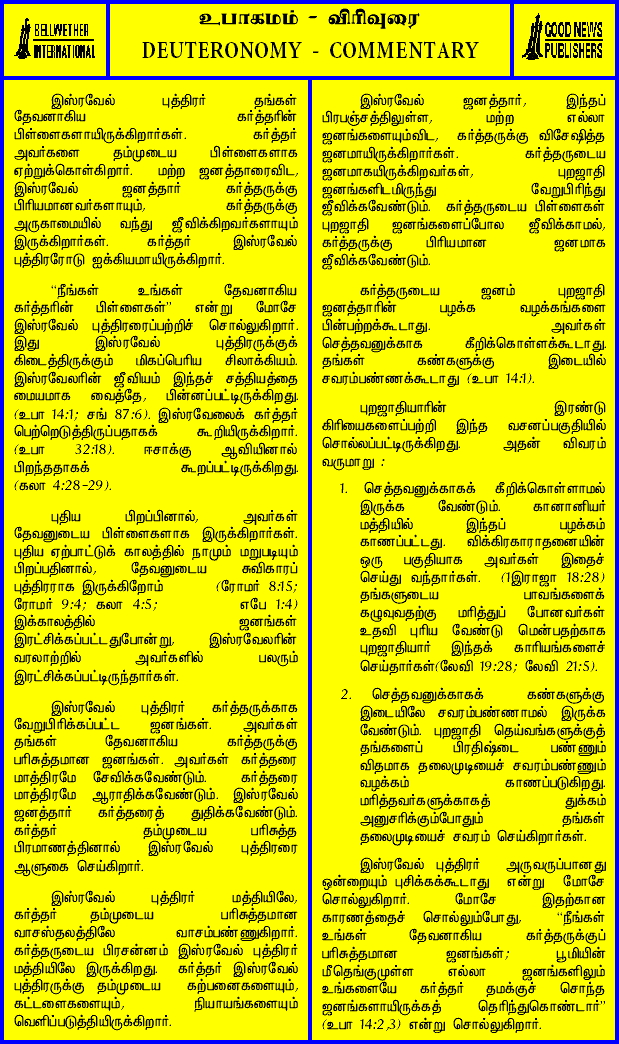 BELLWETHER
INTERNATIONAL
உபாகமம் - விரிவுரை
DEUTERONOMY - COMMENTARY
GOOD NEWS
PUBLISHERS
இஸ்ரவேல் புத்திரர் தங்கள்
தேவனாகிய கர்த்தரின்
பிள்ளைகளாயிருக்கிறார்கள். கர்த்தர்
அவர்களை தம்முடைய பிள்ளைகளாக
ஏற்றுக்கொள்கிறார். மற்ற ஜனத்தாரைவிட,
இஸ்ரவேல் ஜனத்தார் கர்த்தருக்கு
பிரியமானவர்களாயும், கர்த்தருக்கு
அருகாமையில் வந்து ஜீவிக்கிறவர்களாயும்
இருக்கிறார்கள். கர்த்தர் இஸ்ரவேல்
புத்திரரோடு ஐக்கியமாயிருக்கிறார்.
“நீங்கள் உங்கள் தேவனாகிய
கர்த்தரின் பிள்ளைகள்” என்று மோசே
இஸ்ரவேல் புத்திரரைப்பற்றிச் சொல்லுகிறார்.
இது இஸ்ரவேல் புத்திரருக்குக்
கிடைத்திருக்கும் மிகப்பெரிய சிலாக்கியம்.
இஸ்ரவேலரின் ஜீவியம் இந்தச் சத்தியத்தை
மையமாக வைத்தே, பின்னப்பட்டிருக்கிறது.
(உபா 14:1; சங் 87:6). இஸ்ரவேலைக் கர்த்தர்
பெற்றெடுத்திருப்பதாகக் கூறியிருக்கிறார்.
(உபா 32:18). ஈசாக்கு ஆவியினால்
பிறந்ததாகக் கூறப்பட்டிருக்கிறது.
(கலா 4:28-29).
புதிய பிறப்பினால், அவர்கள்
தேவனுடைய பிள்ளைகளாக இருக்கிறார்கள்.
புதிய ஏற்பாட்டுக் காலத்தில் நாமும் மறுபடியும்
பிறப்பதினால், தேவனுடைய சுவிகாரப்
புத்திரராக இருக்கிறோம் (ரோமர் 8:15;
ரோமர் 9:4; கலா 4:5; எபே 1:4)
இக்காலத்தில் ஜனங்கள்
இரட்சிக்கப்பட்டதுபோன்று, இஸ்ரவேலரின்
வரலாற்றில் அவர்களில் பலரும்
இரட்சிக்கப்பட்டிருந்தார்கள்.
இஸ்ரவேல் புத்திரர் கர்த்தருக்காக
வேறுபிரிக்கப்பட்ட ஜனங்கள். அவர்கள்
தங்கள் தேவனாகிய கர்த்தருக்கு
பரிசுத்தமான ஜனங்கள். அவர்கள் கர்த்தரை
மாத்திரமே சேவிக்கவேண்டும். கர்த்தரை
மாத்திரமே ஆராதிக்கவேண்டும். இஸ்ரவேல்
ஜனத்தார் கர்த்தரைத் துதிக்கவேண்டும்.
கர்த்தர் தம்முடைய பரிசுத்த
பிரமாணத்தினால் இஸ்ரவேல் புத்திரரை
ஆளுகை செய்கிறார்.
இஸ்ரவேல் புத்திரர் மத்தியிலே,
கர்த்தர் தம்முடைய பரிசுத்தமான
வாசஸ்தலத்திலே வாசம்பண்ணுகிறார்.
கர்த்தருடைய பிரசன்னம் இஸ்ரவேல் புத்திரர்
மத்தியிலே இருக்கிறது. கர்த்தர் இஸ்ரவேல்
புத்திரருக்கு தம்முடைய கற்பனைகளையும்,
கட்டளைகளையும், நியாயங்களையும்
வெளிப்படுத்தியிருக்கிறார்.
இஸ்ரவேல் ஜனத்தார், இந்தப்
பிரபஞ்சத்திலுள்ள, மற்ற எல்லா
ஜனங்களையும்விட, கர்த்தருக்கு விசேஷித்த
ஜனமாயிருக்கிறார்கள். கர்த்தருடைய
ஜனமாகயிருக்கிறவர்கள், புறஜாதி
ஜனங்களிடமிருந்து வேறுபிரிந்து
ஜீவிக்கவேண்டும். கர்த்தருடைய பிள்ளைகள்
புறஜாதி ஜனங்களைப்போல ஜீவிக்காமல்,
கர்த்தருக்கு பிரியமான ஜனமாக
ஜீவிக்கவேண்டும்.
கர்த்தருடைய ஜனம் புறஜாதி
ஜனத்தாரின் பழக்க வழக்கங்களை
பின்பற்றக்கூடாது. அவர்கள்
செத்தவனுக்காக கீறிக்கொள்ளக்கூடாது.
தங்கள் கண்களுக்கு இடையில்
சவரம்பண்ணக்கூடாது (உபா 14:1).
புறஜாதியாரின் இரண்டு
கிரியைகளைப்பற்றி இந்த வசனப்பகுதியில்
சொல்லப்பட்டிருக்கிறது. அதன் விவரம்
வருமாறு :
1. செத்தவனுக்காகக் கீறிக்கொள்ளாமல்
இருக்க வேண்டும். கானானியர்
மத்தியில் இந்தப் பழக்கம்
காணப்பட்டது. விக்கிரகாராதனையின்
ஒரு பகுதியாக அவர்கள் இதைச்
செய்து வந்தார்கள். (1இராஜா 18:28)
தங்களுடைய பாவங்களைக்
கழுவுவதற்கு மரித்துப் போனவர்கள்
உதவி புரிய வேண்டு மென்பதற்காக
புறஜாதியார் இந்தக் காரியங்களைச்
செய்தார்கள்(லேவி 19:28; லேவி 21:5).
2. செத்தவனுக்காகக் கண்களுக்கு
இடையிலே சவரம்பண்ணாமல் இருக்க
வேண்டும். புறஜாதி தெய்வங்களுக்குத்
தங்களைப் பிரதிஷ்டை பண்ணும்
விதமாக தலைமுடியைச் சவரம்பண்ணும்
வழக்கம் காணப்படுகிறது.
மரித்தவர்களுக்காகத் துக்கம்
அனுசரிக்கும்போதும் தங்கள்
தலைமுடியைச் சவரம் செய்கிறார்கள்.
இஸ்ரவேல் புத்திரர் அருவருப்பானது
ஒன்றையும் புசிக்கக்கூடாது என்று மோசே
சொல்லுகிறார். மோசே இதற்கான
காரணத்தைச் சொல்லும்போது, “நீங்கள்
உங்கள் தேவனாகிய கர்த்தருக்குப்
பரிசுத்தமான ஜனங்கள்; பூமியின்
மீதெங்குமுள்ள எல்லா ஜனங்களிலும்
உங்களையே கர்த்தர் தமக்குச் சொந்த
ஜனங்களாயிருக்கத் தெரிந்துகொண்டார்”
(உபா 14:2,3) என்று சொல்லுகிறார்.